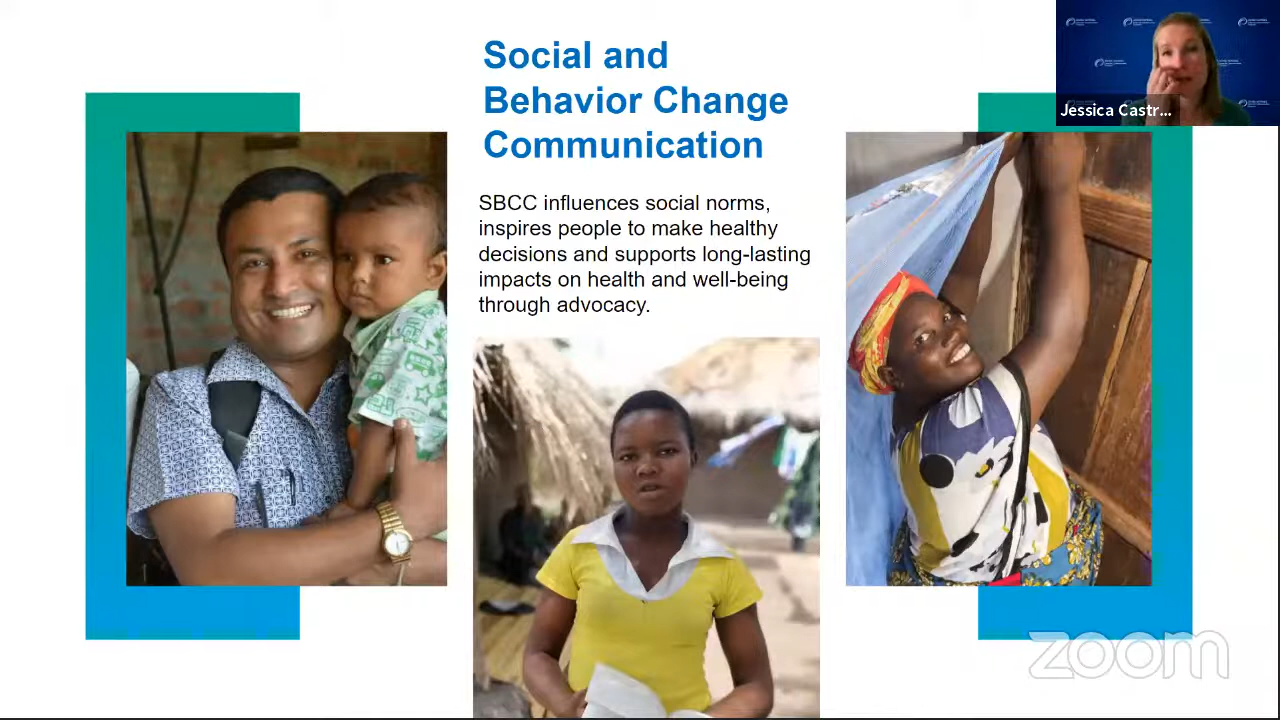 Social and
Behavior Change
Communication
SBCC influences social norms,
inspires people to make healthy
decisions and supports long-lasting
impacts on health and well-being
through advocacy.
Jessica Castr...
zoom